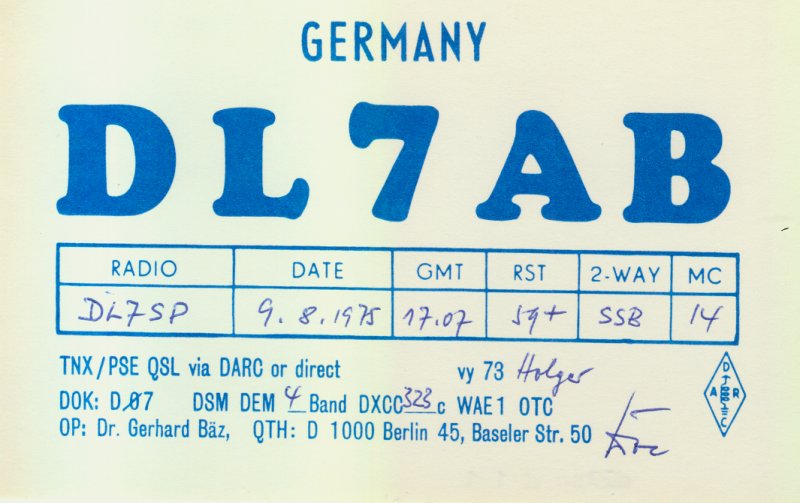 GERMANY
DL7AB
RADIO DATE GMT RST 2-WAY MC
DL7SP 9.8.1975 17.07 59+ SSB 14
TNX/PSE QSL via DARC or direct vy 73 Holger
DOK: DØ7 DSM DEM 4 Band DXCC 323 c WAE1 OTC
OP: Dr. Gerhard Bäz, QTH: D 1000 Berlin 45, Baseler Str. 50
D A R C